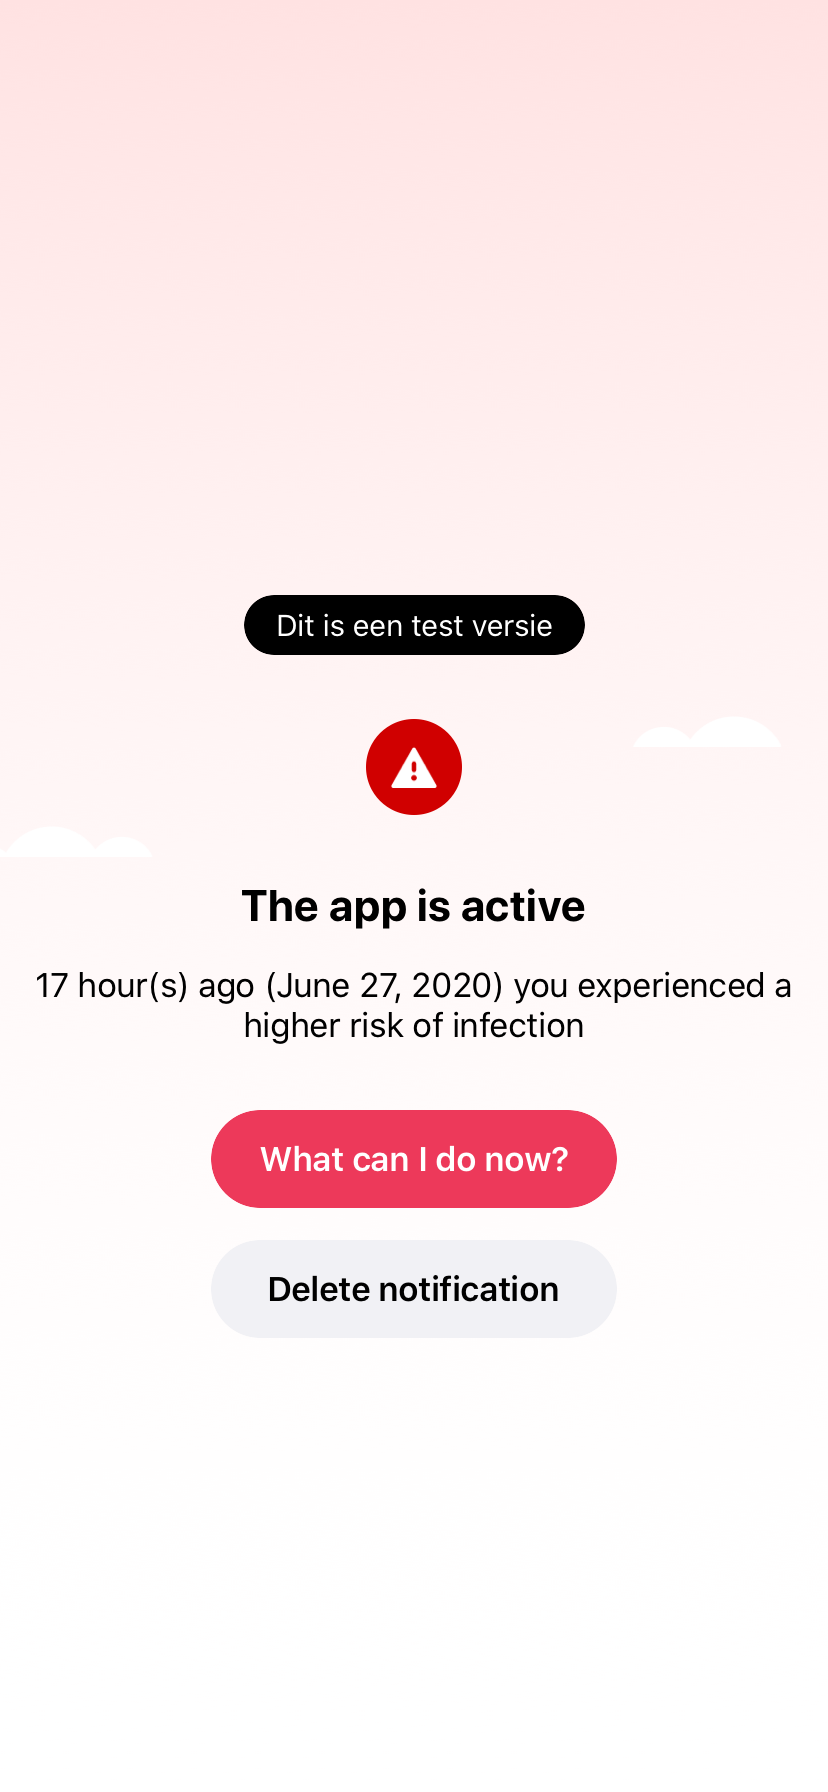 Dit is een test versie
The app is active
17 hour(s) ago (June 27, 2020) you experienced a
higher risk of infection
What can I do now?
Delete notification